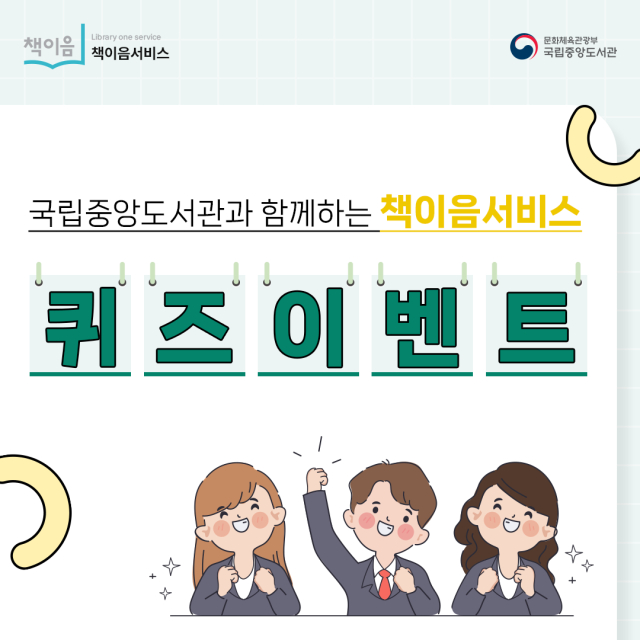 책이음
Library one service
책이음서비스
문화체육관광부
국립중앙도서관
국립중앙도서관과 함께하는 책이음서비스
퀴즈이벤트